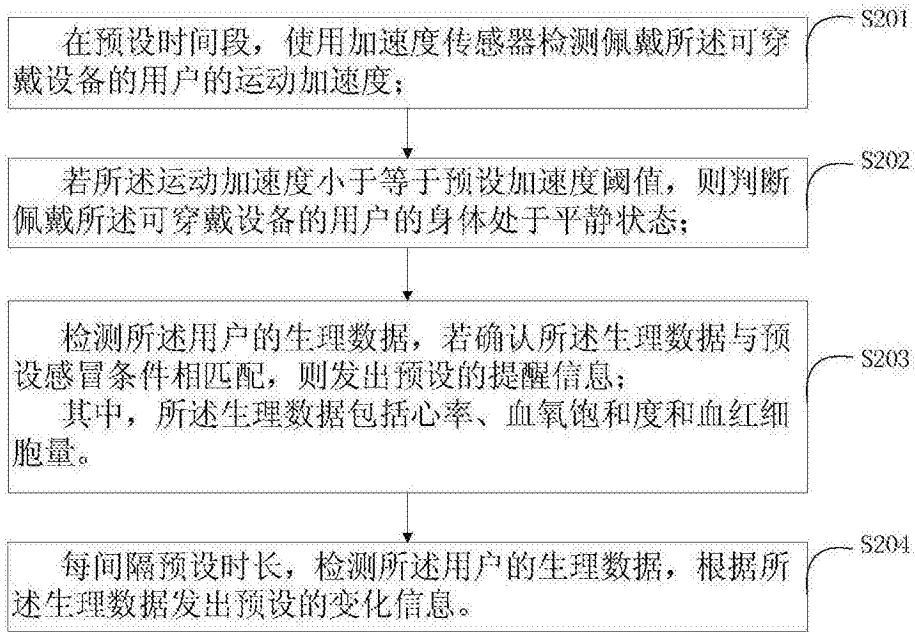 S201
在预设时间段，使用加速度传感器检测佩戴所述可穿
戴设备的用户的运动加速度；
S202
若所述运动加速度小于等于预设加速度阈值，则判断
佩戴所述可穿戴设备的用户的身体处于平静状态；
S203
检测所述用户的生理数据，若确认所述生理数据与预
设感冒条件相匹配，则发出预设的提醒信息；
其中，所述生理数据包括心率、血氧饱和度和血红细
胞量。
S204
每间隔预设时长，检测所述用户的生理数据，根据所
述生理数据发出预设的变化信息。